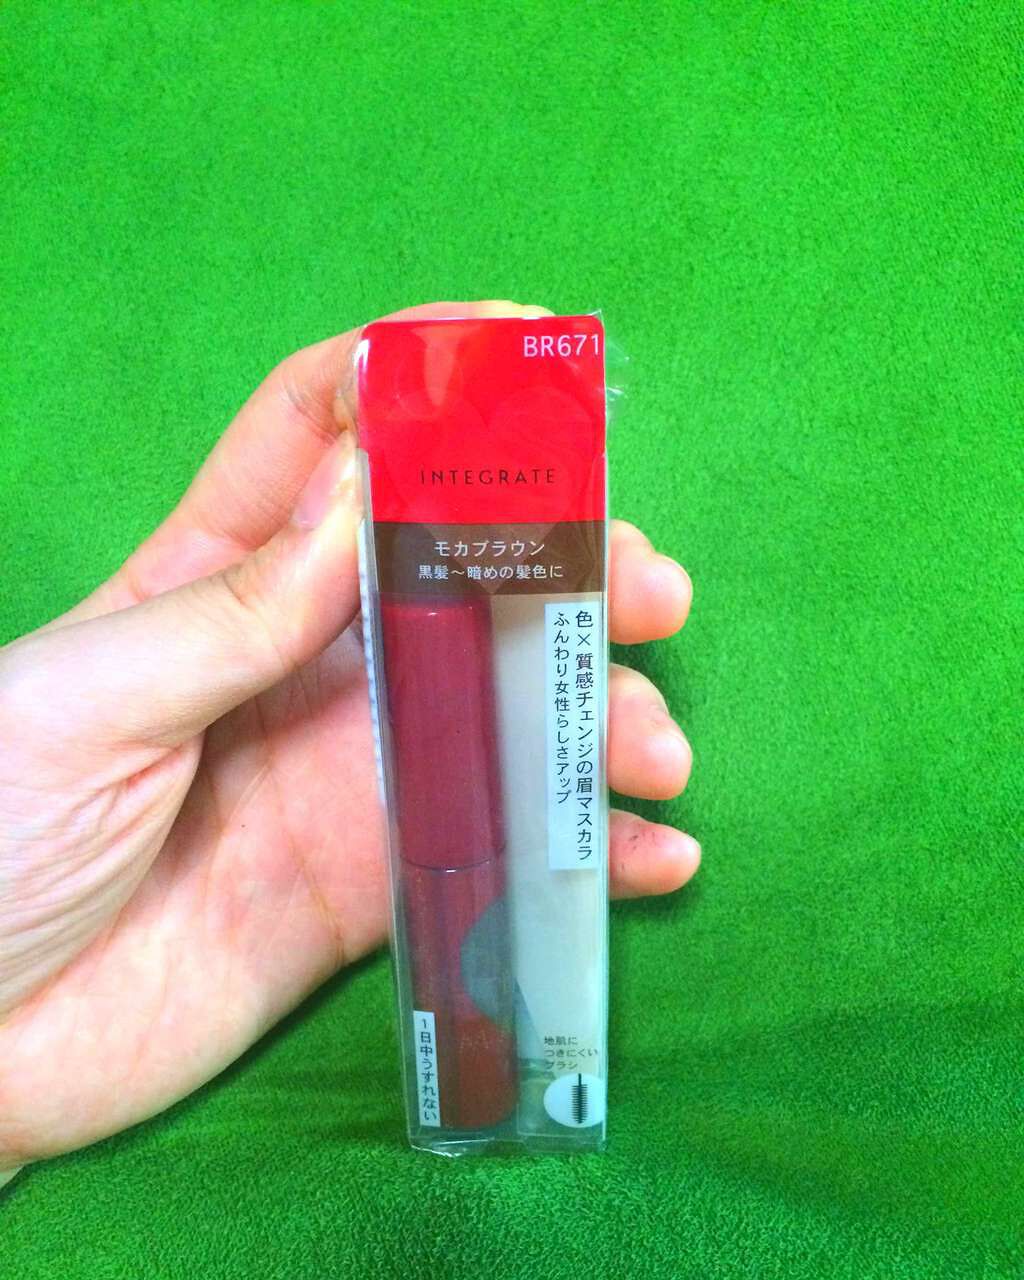 BR671
INTEGRATE
モカブラウン
黒髪～暗めの髪色に
色×質感チェンジの眉マスカラ
ふんわり女性らしさアップ
1日中うすれない
地肌に
つきにくい
ブラシ